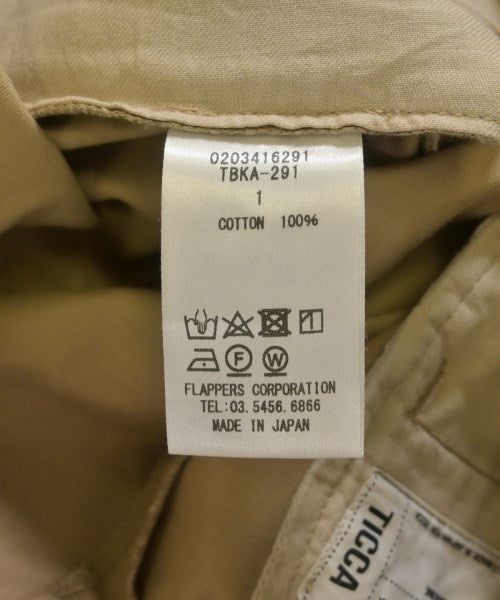 0203416291
TBKA-291
1
COTTON 100%
F W
FLAPPERS CORPORATION
TEL:03.5456.6866
MADE IN JAPAN
TICCA